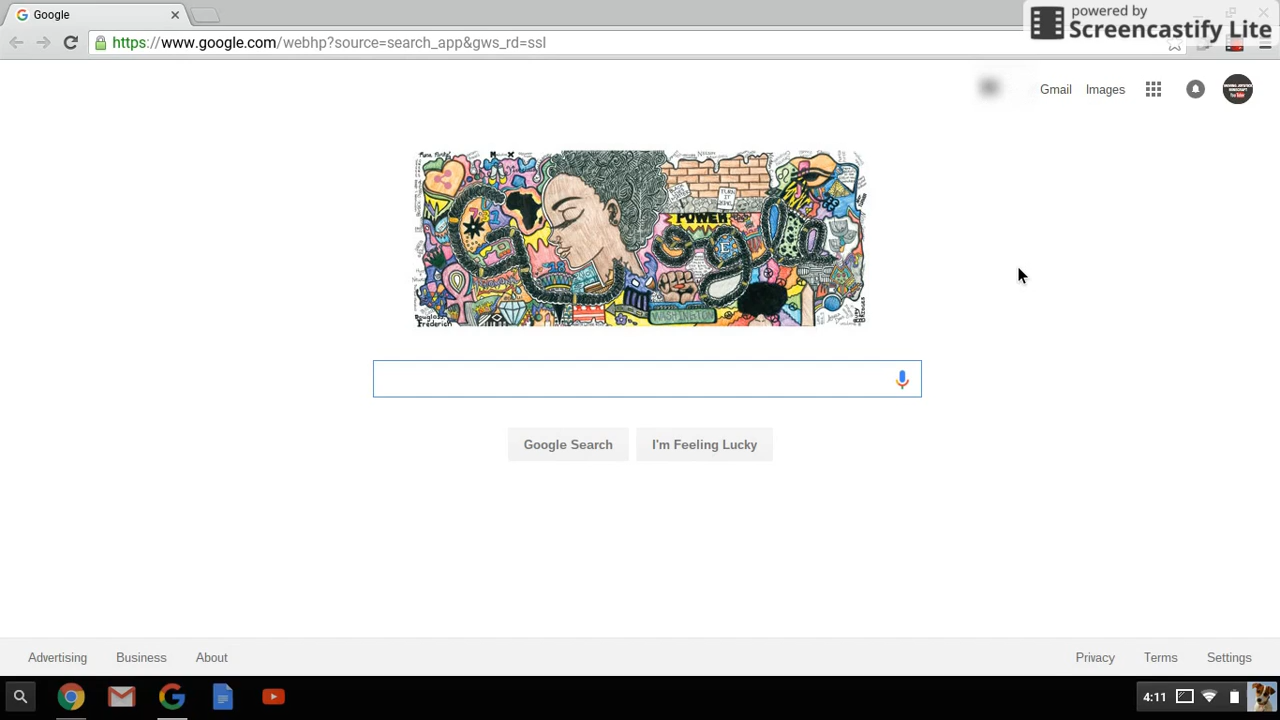 Google
powered by
Screencastify Lite
https://www.google.com/webhp?source=search_app&gws_rd=ssl
Gmail
Images
POWER
WASHINGTON
Google Search
I'm Feeling Lucky
Advertising
Business
About
Privacy
Terms
Settings
4:11